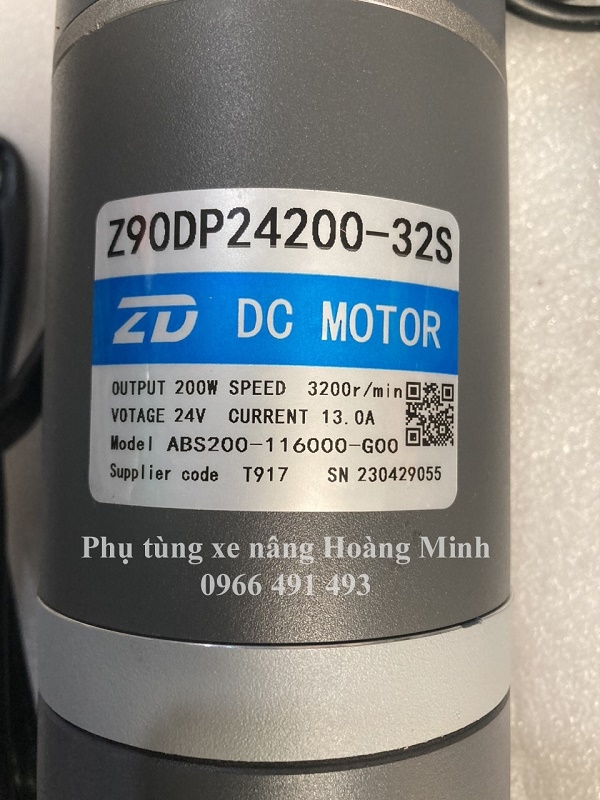 Z90DP24200-32S
ZD DC MOTOR
OUTPUT 200W SPEED 3200r/min
VOTAGE 24V CURRENT 13.0A
Model ABS200-116000-G00
Supplier code T917 SN 230429055
Phụ tùng xe nâng Hoàng Minh
0966 491 493